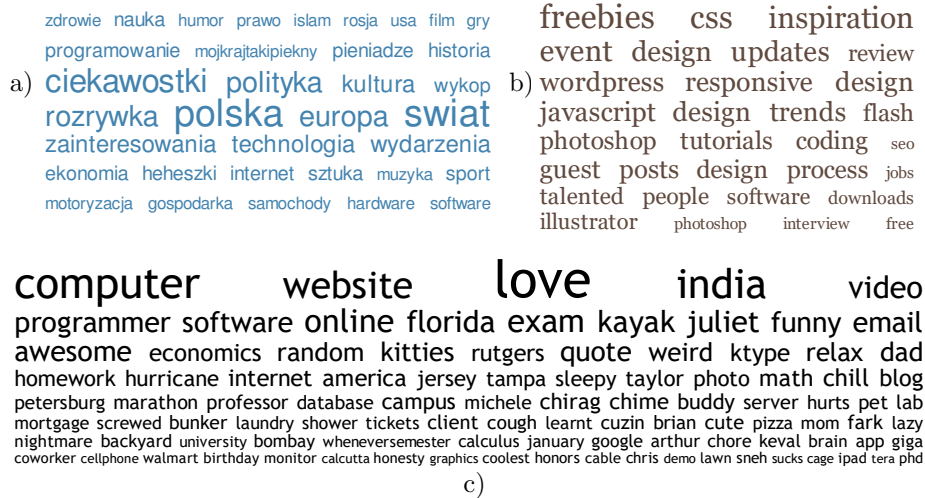 zdrowie nauka humor prawo islam rosja usa film gry
programowanie mojkrajtakipiekny pieniadze historia
a) ciekawostki polityka kultura wykop
rozrywka polska europa swiat
zainteresowania technologia wydarzenia
ekonomia heheszki internet sztuka muzyka sport
motoryzacja gospodarka samochody hardware software
freebies css inspiration
event design updates review
b) wordpress responsive design
javascript design trends flash
photoshop tutorials coding seo
guest posts design process jobs
talented people software downloads
illustrator photoshop interview free
computer website love india video
programmer software online florida exam kayak juliet funny email
awesome economics random kitties rutgers quote weird ktype relax dad
homework hurricane internet america jersey tampa sleepy taylor photo math chill blog
petersburg marathon professor database campus michele chirag chime buddy server hurts pet lab
mortgage screwed bunker laundry shower tickets client cough learnt cuzin brian cute pizza mom fark lazy
nightmare backyard university bombay wheneversemester calculus january google arthur chore keval brain app giga
coworker cellphone walmart birthday monitor calcutta honesty graphics coolest honors cable chris demo lawn sneh sucks cage ipad tera phd
c)